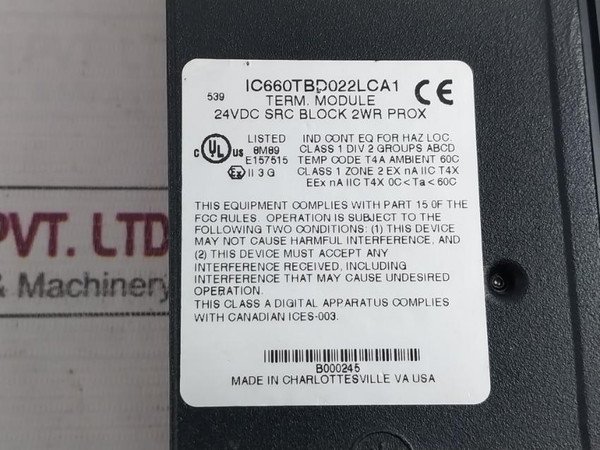 IC660TBD022LCA1
539
TERM. MODULE
24VDC SRC BLOCK 2WR PROX
CE
C UL US
LISTED
8M89
E157515
Ex II 3 G
IND CONT EQ FOR HAZ LOC.
CLASS 1 DIV 2 GROUPS ABCD
TEMP CODE T4A AMBIENT 60C
CLASS 1 ZONE 2 EX nA IIC T4X
EEx nA IIC T4X 0C < Ta < 60C
THIS EQUIPMENT COMPLIES WITH PART 15 OF THE
FCC RULES. OPERATION IS SUBJECT TO THE
FOLLOWING TWO CONDITIONS: (1) THIS DEVICE
MAY NOT CAUSE HARMFUL INTERFERENCE, AND
(2) THIS DEVICE MUST ACCEPT ANY
INTERFERENCE RECEIVED, INCLUDING
INTERFERENCE THAT MAY CAUSE UNDESIRED
OPERATION.
THIS CLASS A DIGITAL APPARATUS COMPLIES
WITH CANADIAN ICES-003.
B000245
MADE IN CHARLOTTESVILLE VA USA
PVT. LTD
& Machinery